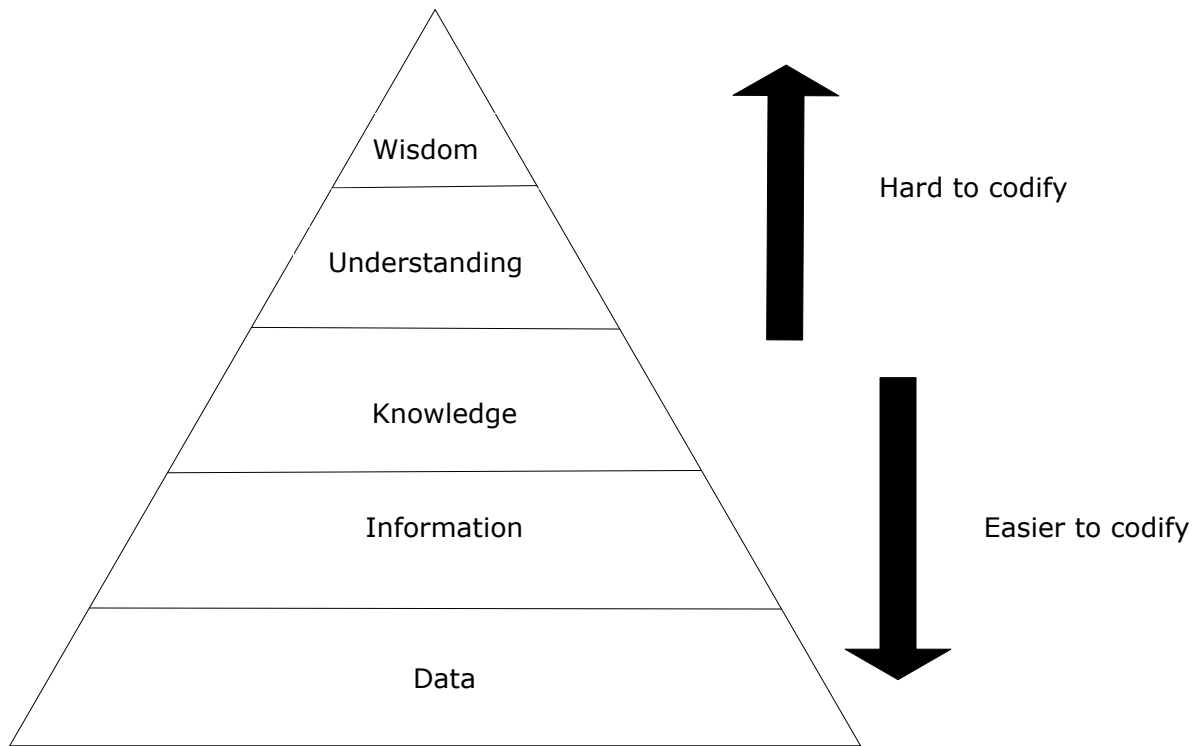 Wisdom
Hard to codify
Understanding
Knowledge
Information
Easier to codify
Data